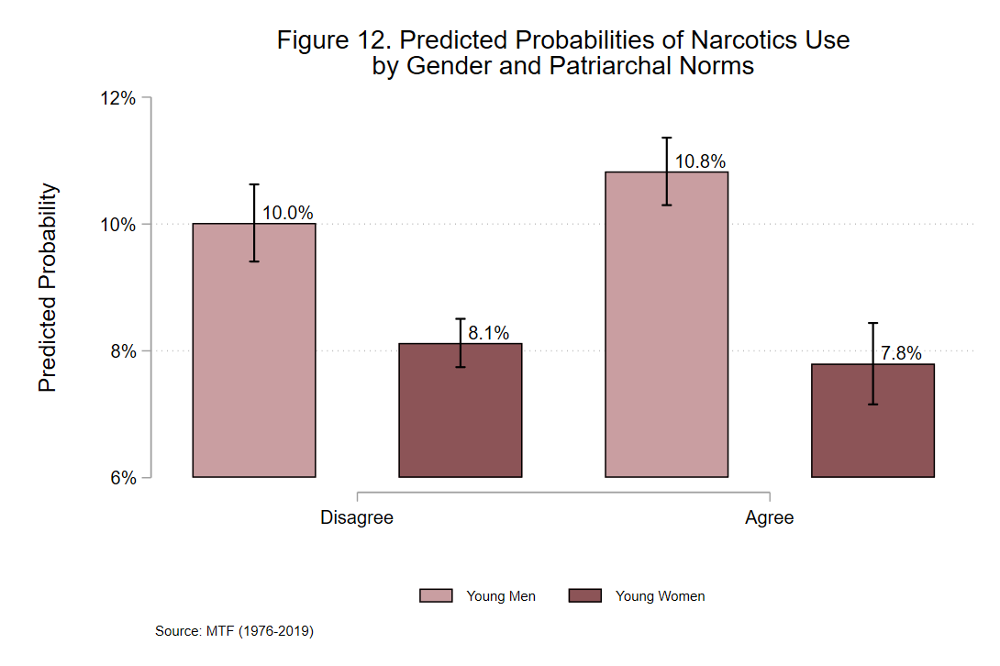 Figure 12. Predicted Probabilities of Narcotics Use
by Gender and Patriarchal Norms
Predicted Probability
12%
10%
8%
6%
10.0%
8.1%
10.8%
7.8%
Disagree
Agree
Young Men
Young Women
Source: MTF (1976-2019)